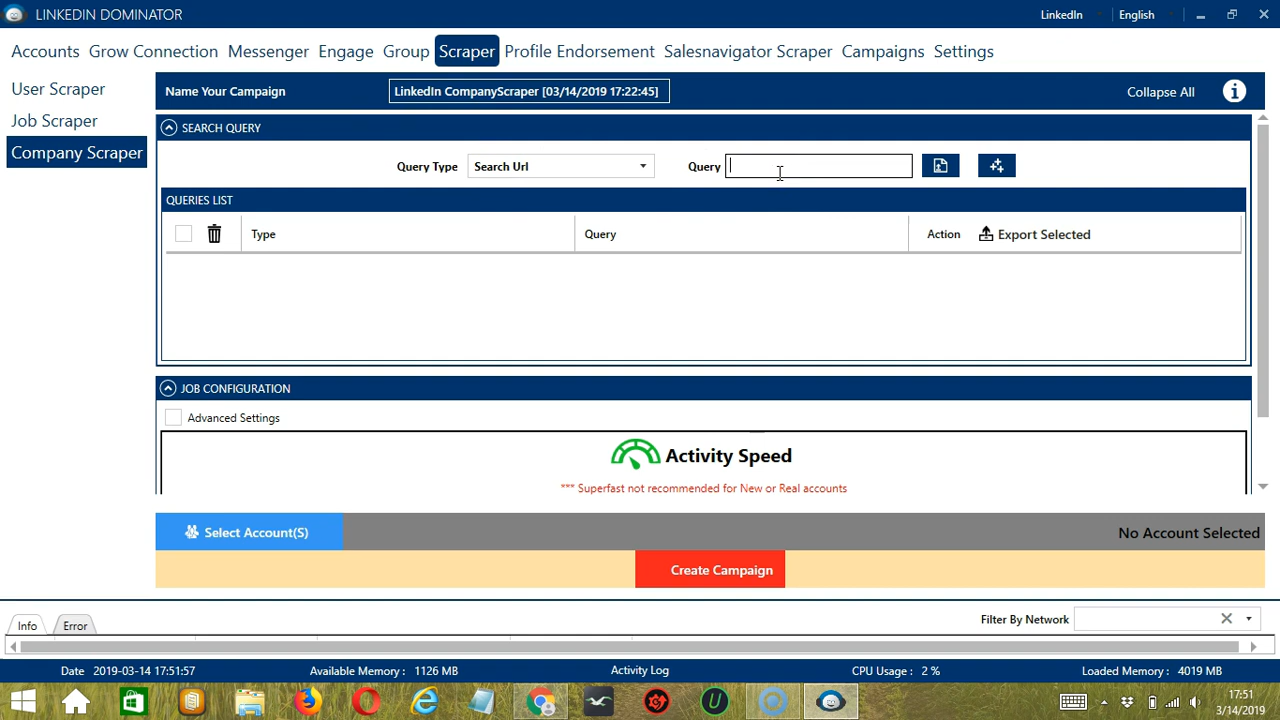 LINKEDIN DOMINATOR
LinkedIn
English
Accounts
Grow Connection
Messenger
Engage
Group
Scraper
Profile Endorsement
Salesnavigator Scraper
Campaigns
Settings
User Scraper
Job Scraper
Company Scraper
Name Your Campaign
LinkedIn CompanyScraper [03/14/2019 17:22:45]
Collapse All
SEARCH QUERY
Query Type
Search Url
Query
QUERIES LIST
Type
Query
Action
Export Selected
JOB CONFIGURATION
Advanced Settings
Activity Speed
*** Superfast not recommended for New or Real accounts
Select Account(S)
No Account Selected
Create Campaign
Info
Error
Filter By Network
Date : 2019-03-14 17:51:57
Available Memory : 1126 MB
Activity Log
CPU Usage : 2 %
Loaded Memory : 4019 MB
17:51
3/14/2019